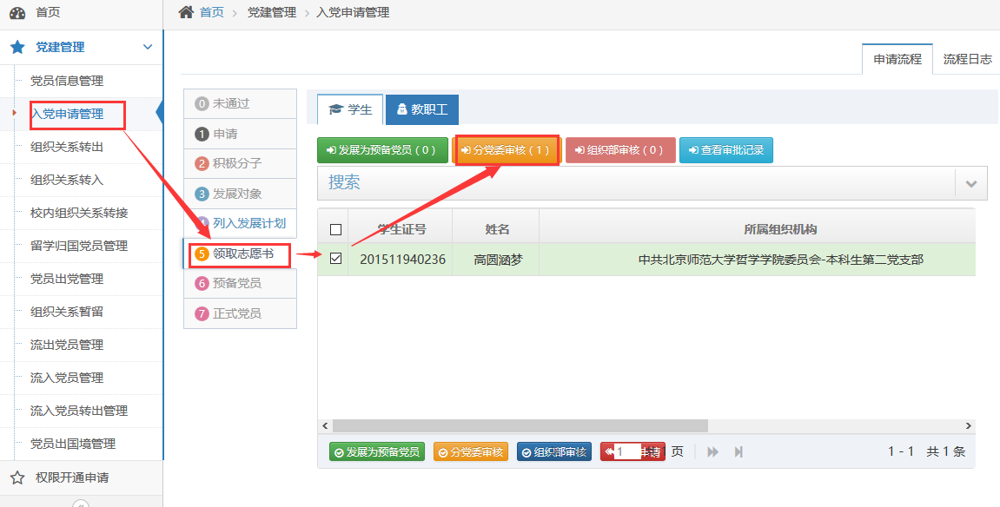 首页
党建管理
党员信息管理
入党申请管理
组织关系转出
组织关系转入
校内组织关系转接
留学归国党员管理
党员出党管理
组织关系暂留
流出党员管理
流入党员管理
流入党员转出管理
党员出国境管理
权限开通申请
首页 > 党建管理 > 入党申请管理
申请流程 流程日志
0 未通过
1 申请
2 积极分子
3 发展对象
列入发展计划
5 领取志愿书
6 预备党员
7 正式党员
学生 教职工
发展为预备党员 ( 0 ) 分党委审核 ( 1 ) 组织部审核 ( 0 ) 查看审批记录
搜索
学生证号 姓名 所属组织机构
201511940236 高圆涵梦 中共北京师范大学哲学学院委员会-本科生第二党支部
发展为预备党员 分党委审核 组织部审核 1 页 1 - 1 共 1 条